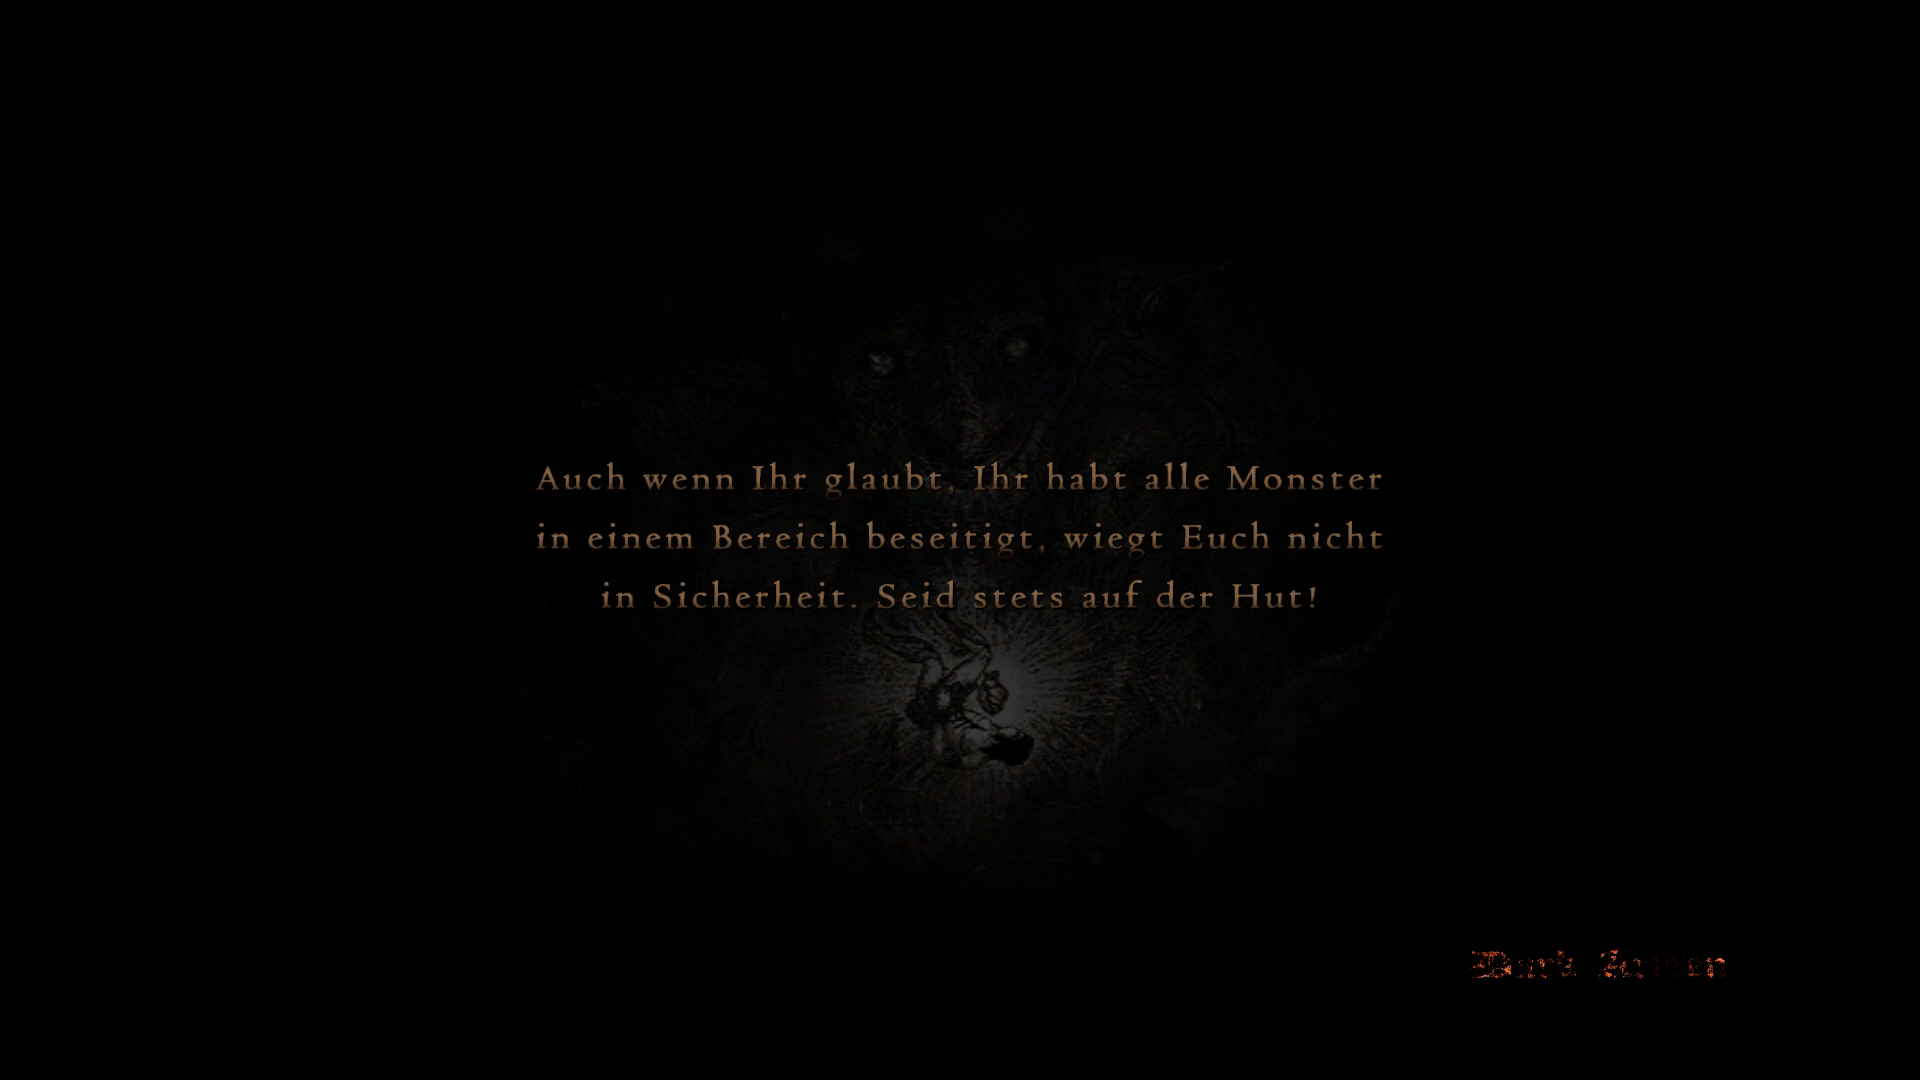 Auch wenn Ihr glaubt, Ihr habt alle Monster
in einem Bereich beseitigt, wiegt Euch nicht
in Sicherheit. Seid stets auf der Hut!
Dark